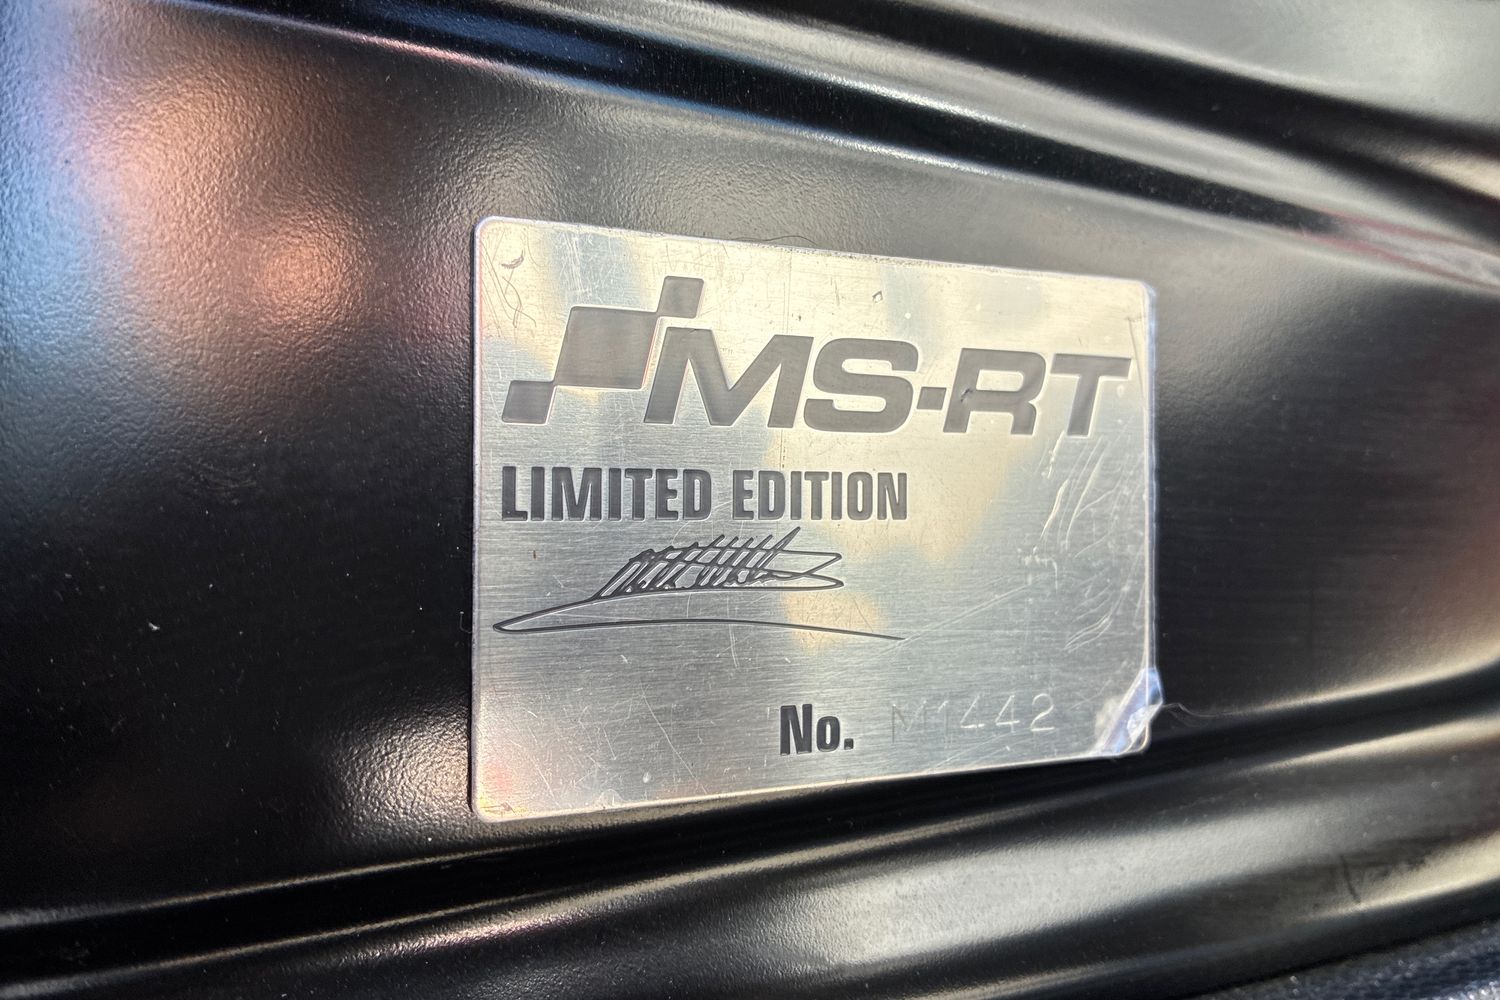 MS-RT
LIMITED EDITION
No. M1442